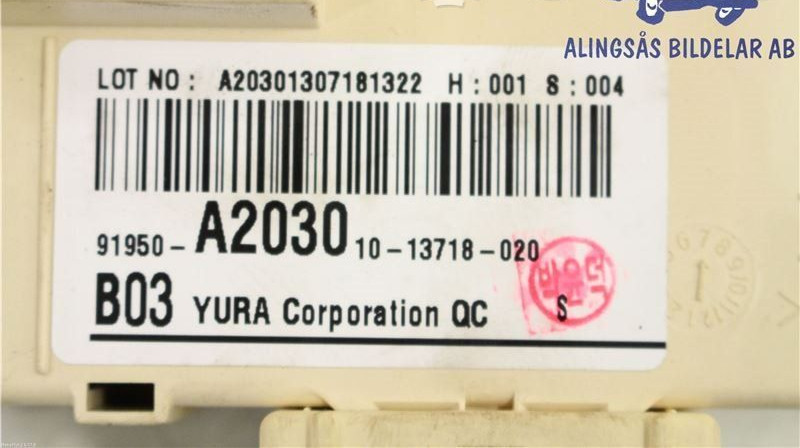 ALINGSÅS BILDELAR AB
LOT NO: A20301307181322 H:001 S:004
91950-A2030 10-13718-020
B03 YURA Corporation QC S